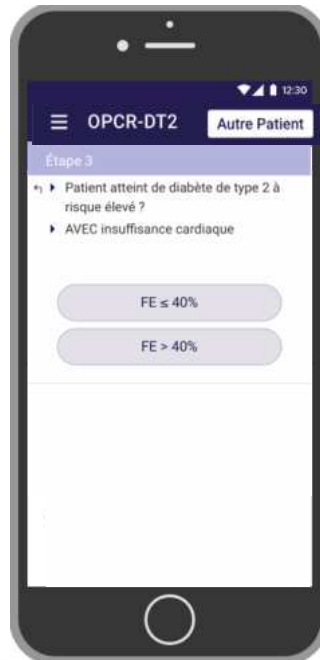 12:30
OPCR-DT2
Autre Patient
Étape 3
Patient atteint de diabète de type 2 à
risque élevé ?
AVEC insuffisance cardiaque
FE ≤ 40%
FE > 40%